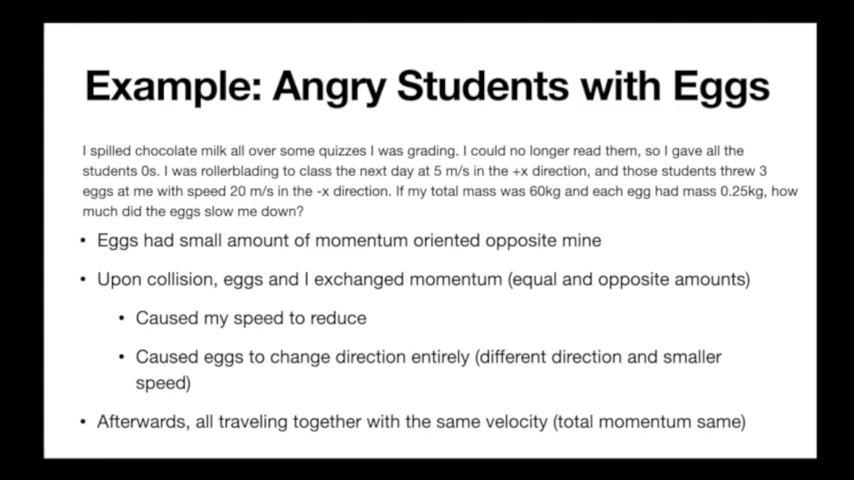 Example: Angry Students with Eggs
I spilled chocolate milk all over some quizzes I was grading. I could no longer read them, so I gave all the
students 0s. I was rollerblading to class the next day at 5 m/s in the +x direction, and those students threw 3
eggs at me with speed 20 m/s in the -x direction. If my total mass was 60kg and each egg had mass 0.25kg, how
much did the eggs slow me down?
• Eggs had small amount of momentum oriented opposite mine
• Upon collision, eggs and I exchanged momentum (equal and opposite amounts)
• Caused my speed to reduce
• Caused eggs to change direction entirely (different direction and smaller
speed)
• Afterwards, all traveling together with the same velocity (total momentum same)